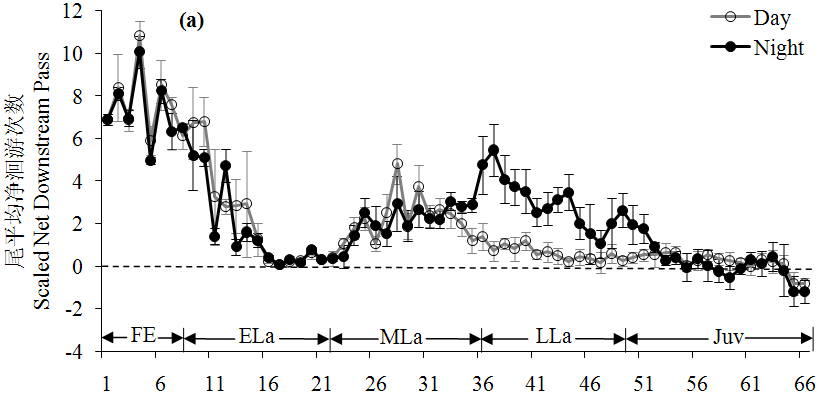 (a)
Day
Night
尾平均净洄游次数
Scaled Net Downstream Pass
12
10
8
6
4
2
0
-2
-4
FE ELa MLa LLa Juv
1 6 11 16 21 26 31 36 41 46 51 56 61 66